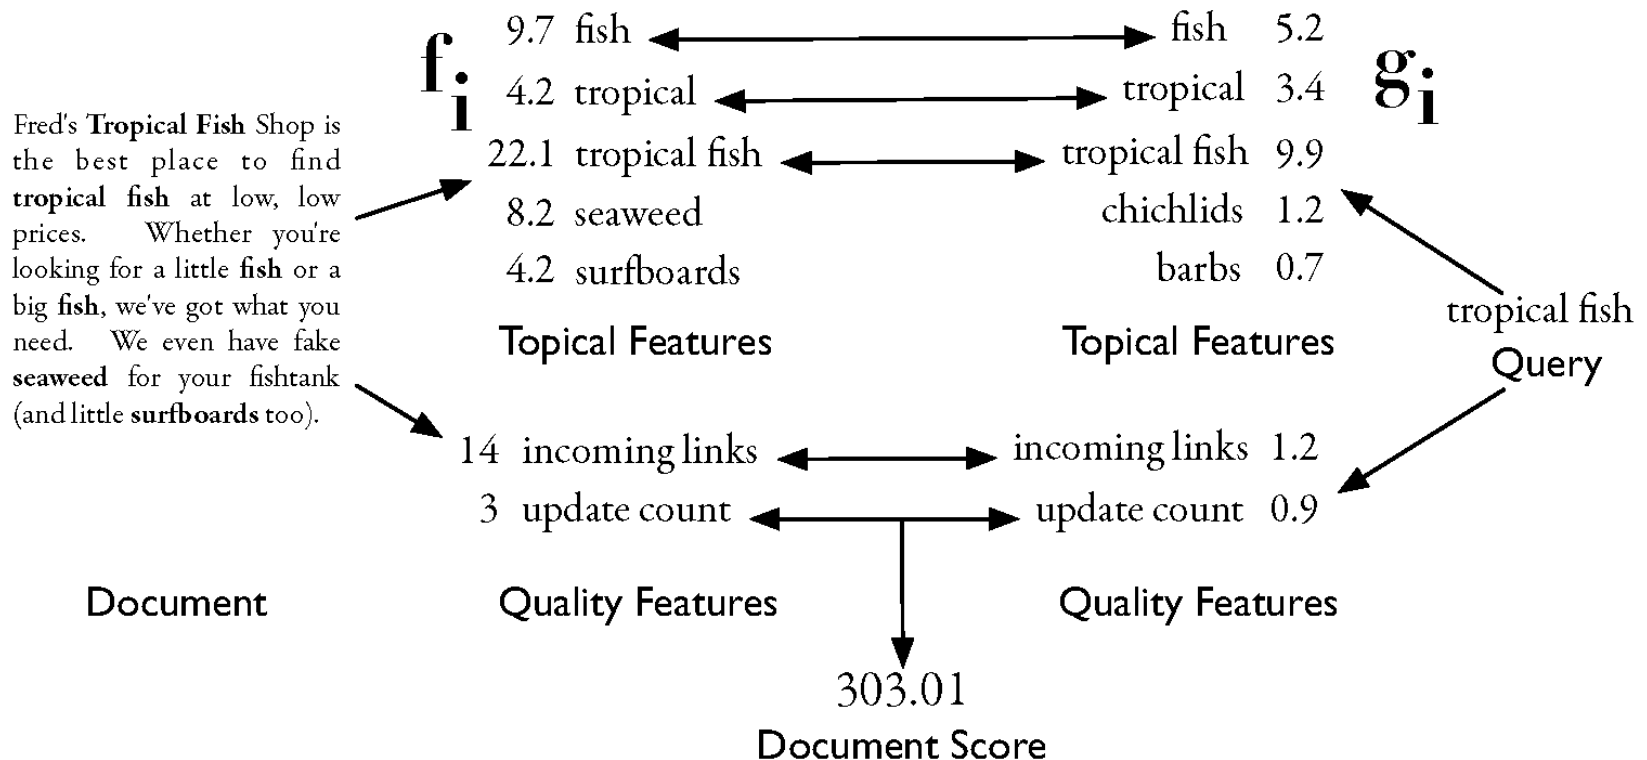 f i
9.7 fish
4.2 tropical
22.1 tropical fish
8.2 seaweed
4.2 surfboards
Topical Features
fish 5.2
tropical 3.4
tropical fish 9.9
chichlids 1.2
barbs 0.7
Topical Features
g i
Fred's Tropical Fish Shop is
the best place to find
tropical fish at low, low
prices. Whether you're
looking for a little fish or a
big fish, we've got what you
need. We even have fake
seaweed for your fishtank
(and little surfboards too).
tropical fish
Query
14 incoming links
3 update count
incoming links 1.2
update count 0.9
Document
Quality Features
Quality Features
303.01
Document Score